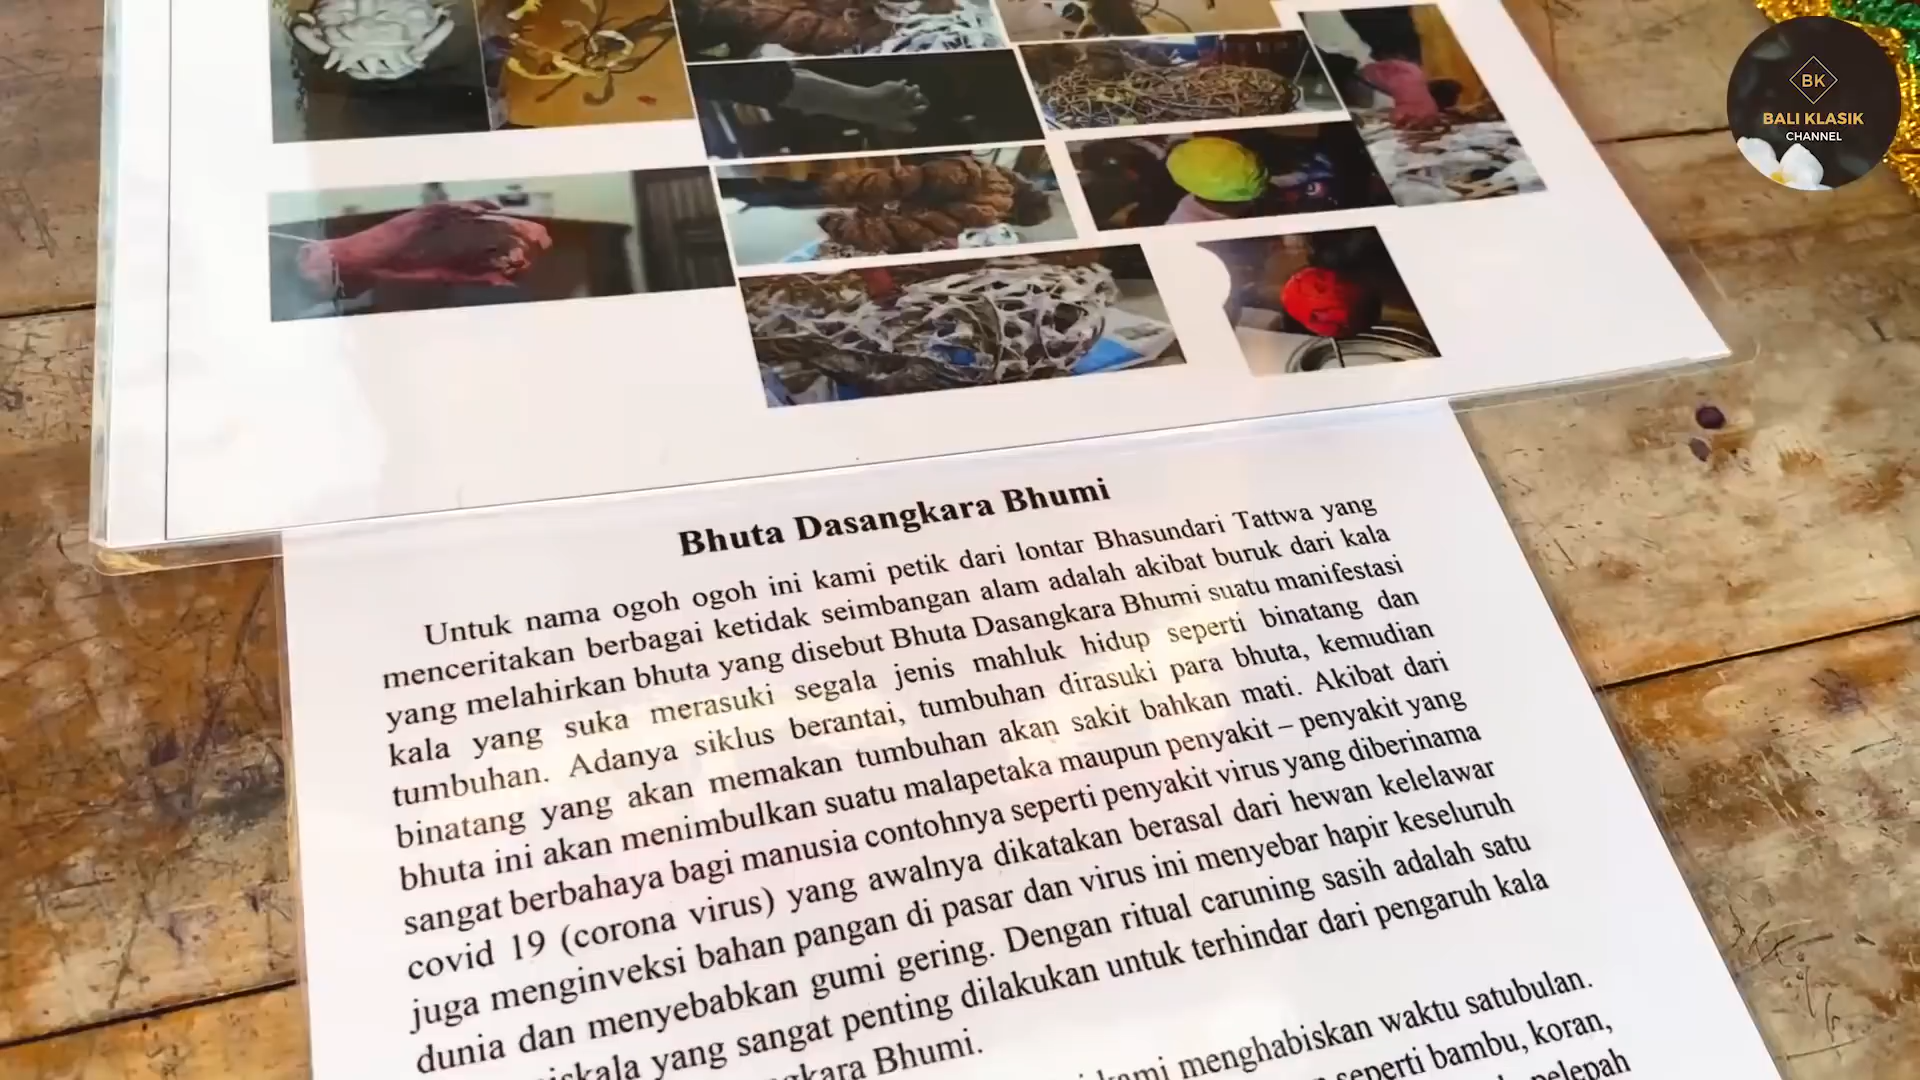 BK
BALI KLASIK
CHANNEL
Bhuta Dasangkara Bhumi
Untuk nama ogoh ogoh ini kami petik dari lontar Bhasundari Tattwa yang
menceritakan berbagai ketidak seimbangan alam adalah akibat buruk dari kala
yang melahirkan bhuta yang disebut Bhuta Dasangkara Bhumi suatu manifestasi
kala yang suka merasuki segala jenis mahluk hidup seperti binatang dan
tumbuhan. Adanya siklus berantai, tumbuhan dirasuki para bhuta, kemudian
binatang yang akan memakan tumbuhan akan sakit bahkan mati. Akibat dari
bhuta ini akan menimbulkan suatu malapetaka maupun penyakit – penyakit yang
sangat berbahaya bagi manusia contohnya seperti penyakit virus yang diberinama
covid 19 (corona virus) yang awalnya dikatakan berasal dari hewan kelelawar
juga menginveksi bahan pangan di pasar dan virus ini menyebar hapir keseluruh
dunia dan menyebabkan gumi gering. Dengan ritual caruning sasih adalah satu
yang sangat penting dilakukan untuk terhindar dari pengaruh kala
Bhumi.
kami menghabiskan waktu satubulan.
seperti bambu, koran,
pelepah